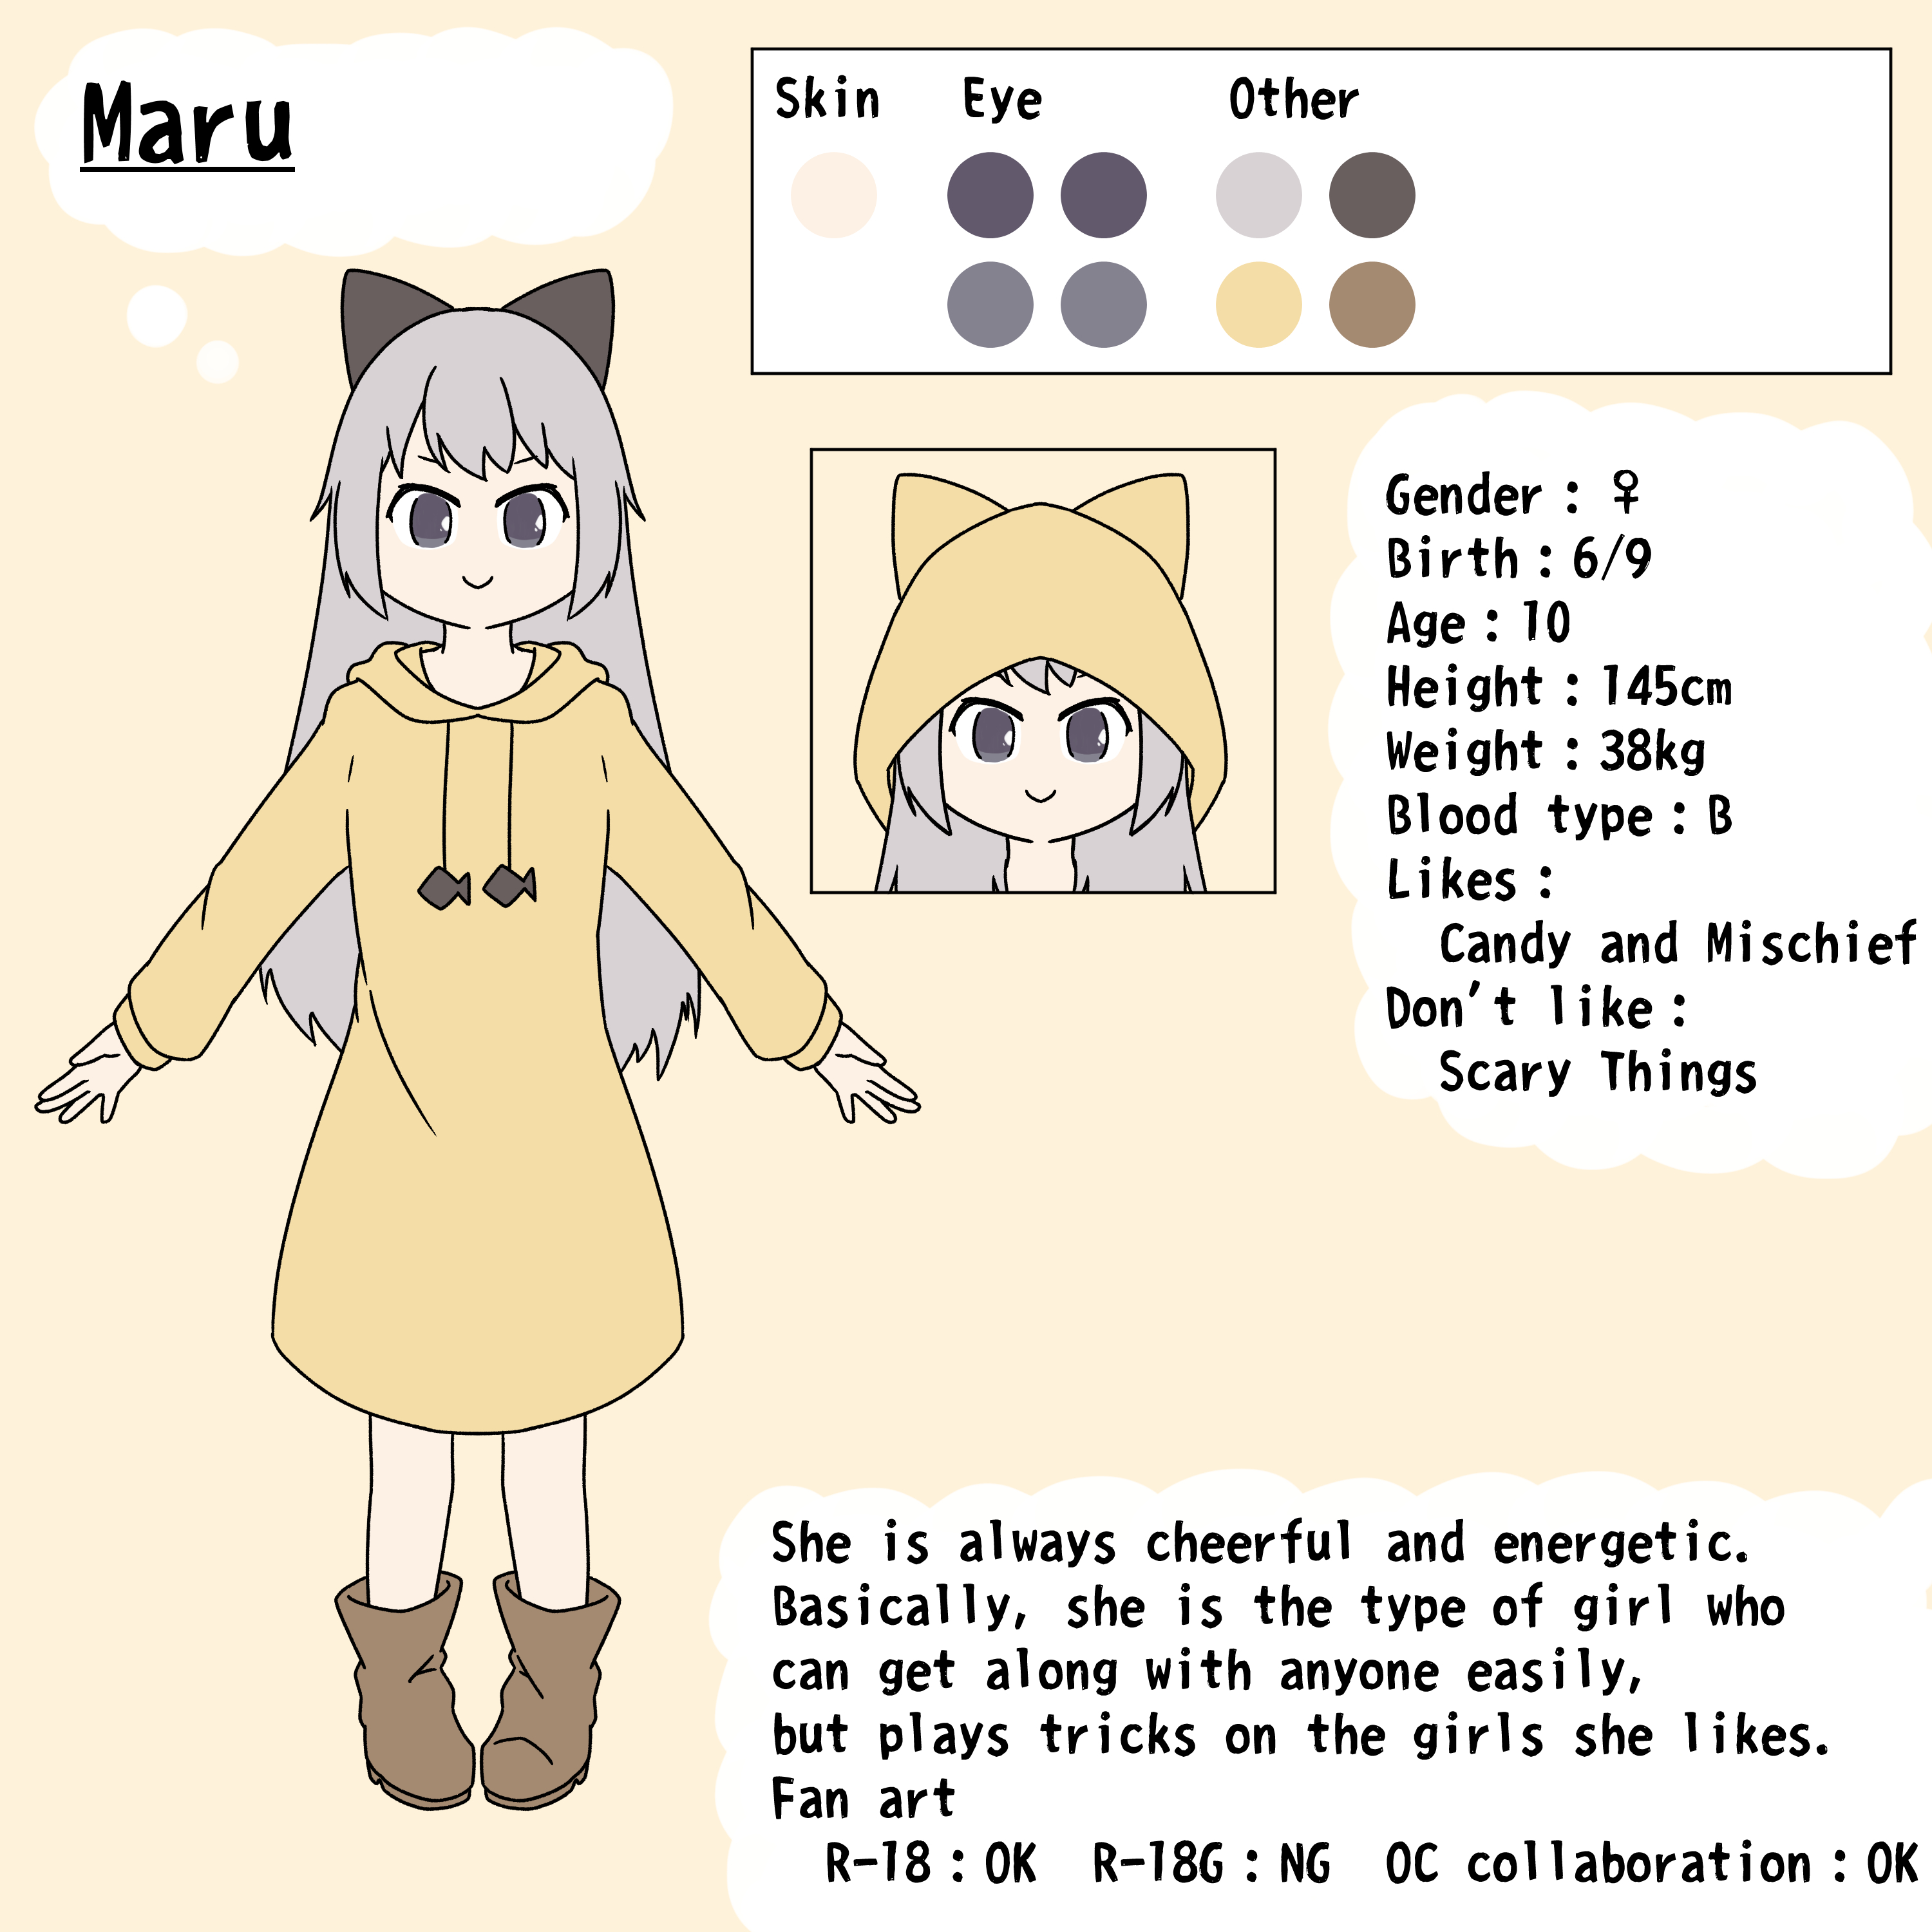 Maru
Skin Eye Other
Gender : ♀
Birth : 6/9
Age : 10
Height : 145cm
Weight : 38kg
Blood type : B
Likes :
Candy and Mischief
Don't like :
Scary Things
She is always cheerful and energetic.
Basically, she is the type of girl who
can get along with anyone easily,
but plays tricks on the girls she likes.
Fan art
R-18 : OK R-18G : NG OC collaboration : OK